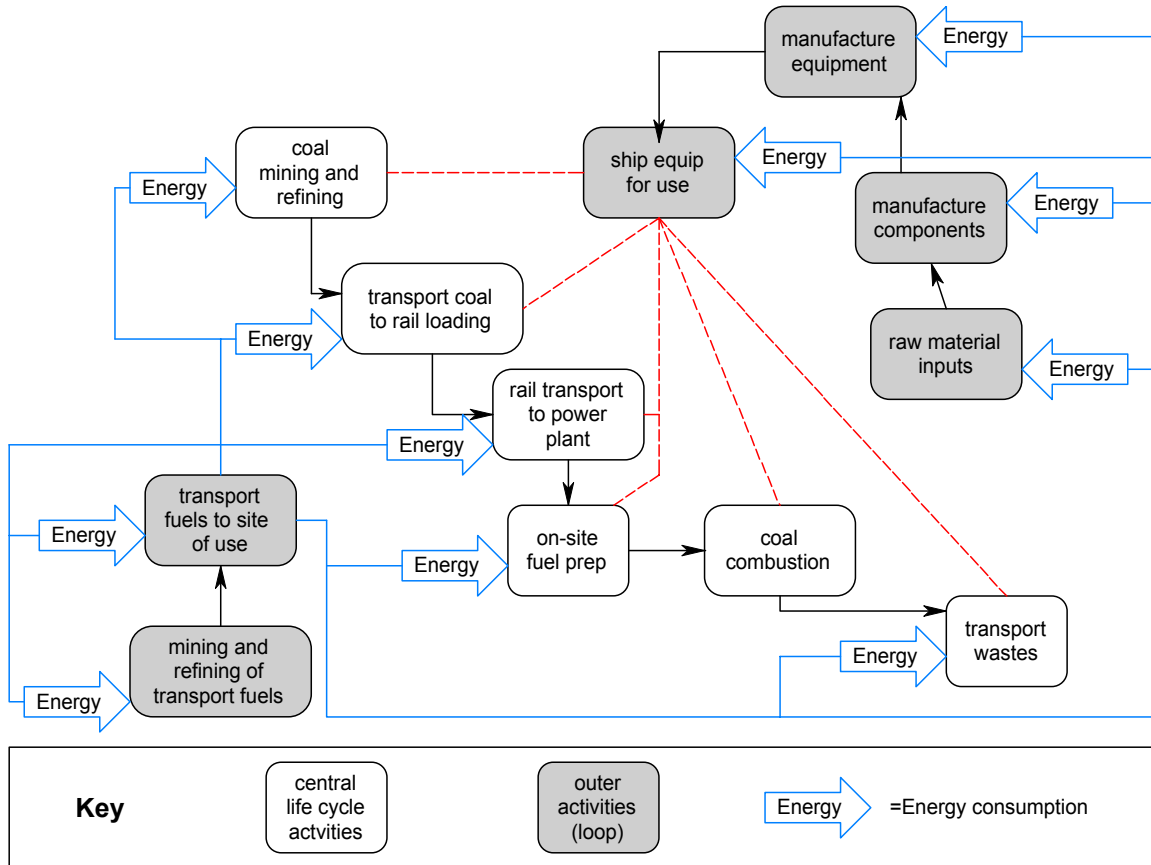 manufacture
equipment
Energy
coal
mining and
refining
Energy
ship equip
for use
Energy
manufacture
components
Energy
transport coal
to rail loading
Energy
raw material
inputs
Energy
rail transport
to power
plant
Energy
transport
fuels to site
of use
Energy
on-site
fuel prep
Energy
coal
combustion
mining and
refining of
transport fuels
Energy
transport
wastes
Energy
Key
central
life cycle
actvities
outer
activities
(loop)
Energy
=Energy consumption